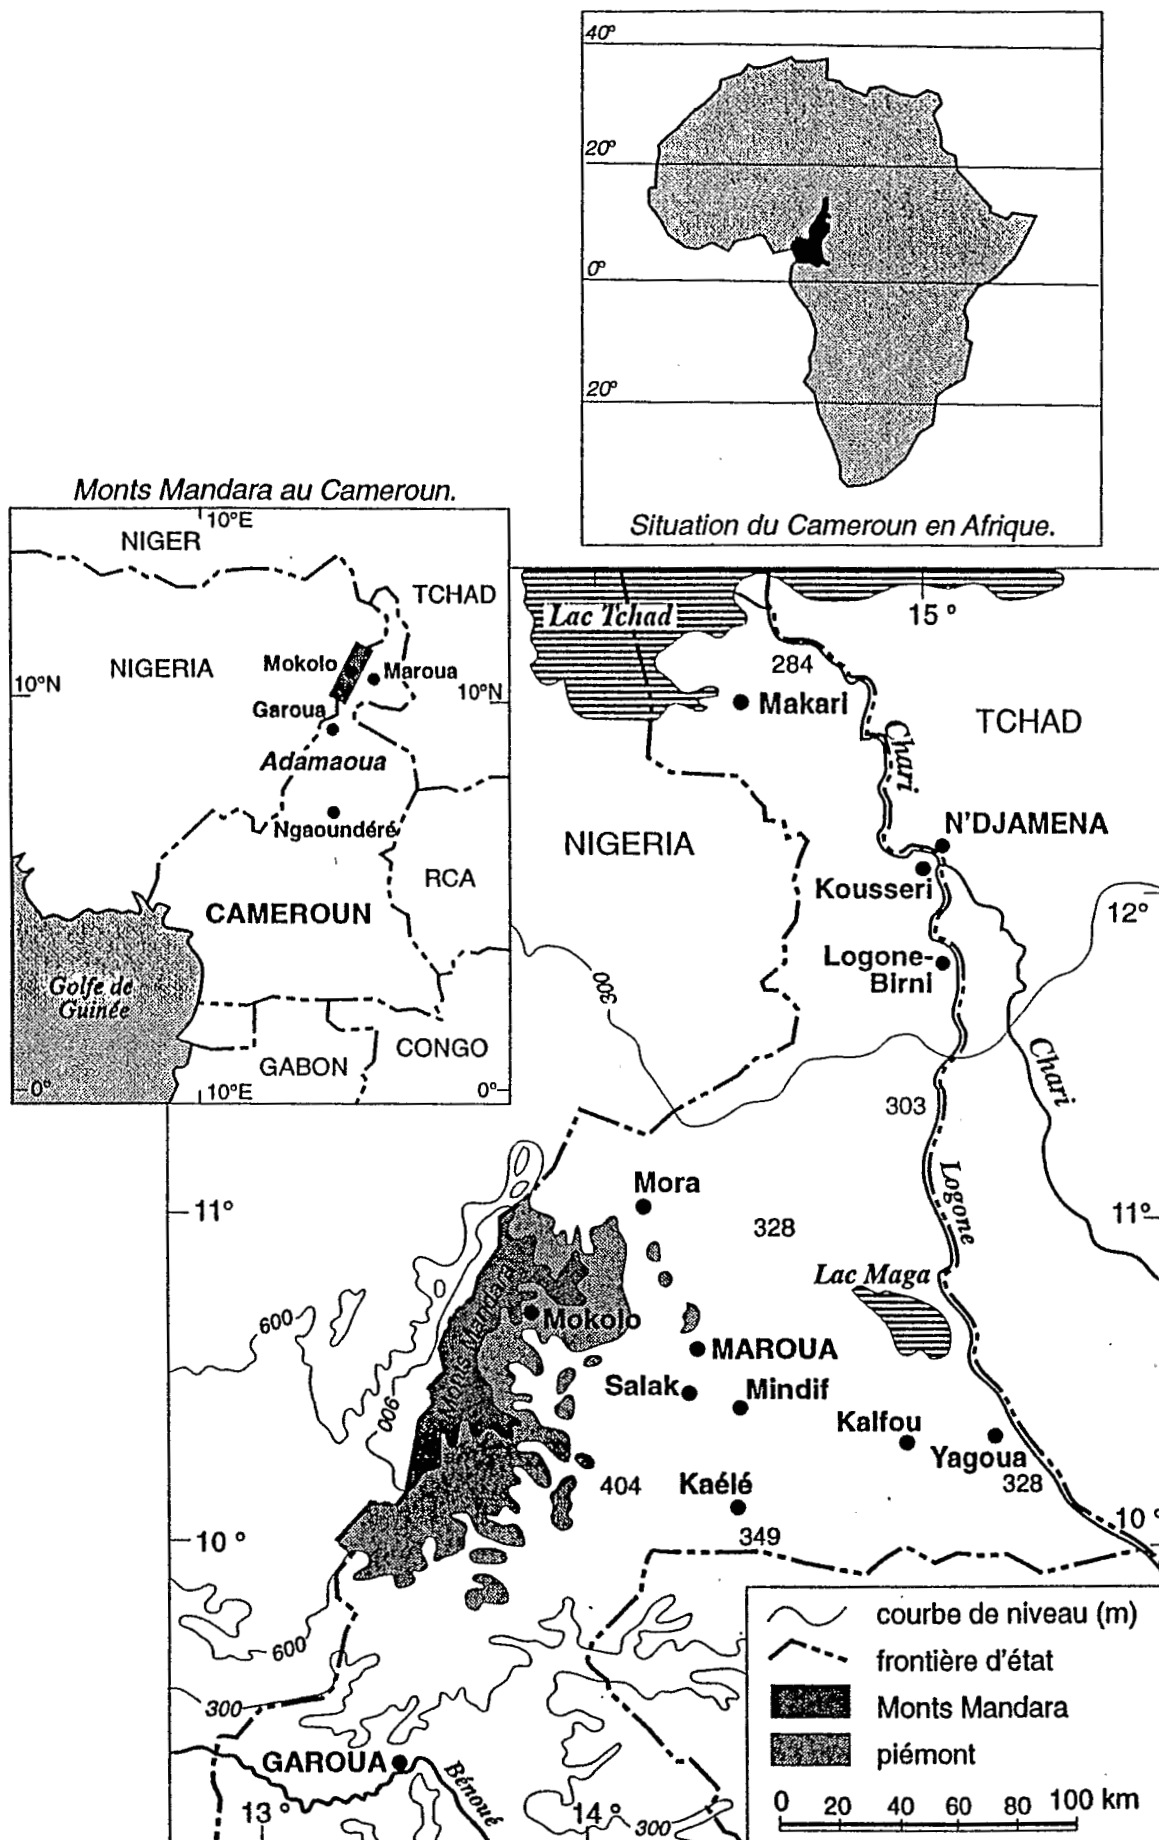 40°
20°
0°
20°
Situation du Cameroun en Afrique.
Monts Mandara au Cameroun.
10°E
NIGER
TCHAD
NIGERIA
Mokolo
Maroua
10°N
10°N
Garoua
Adamaoua
Ngaoundéré
RCA
CAMEROUN
Golfe de
Guinée
CONGO
GABON
0°
10°E
0°
15 °
Lac Tchad
284
Makari
TCHAD
Chari
N'DJAMENA
NIGERIA
Kousseri
12°
Logone-
Birni
300
Chari
303
Logone
Mora
11°
11°
328
Lac Maga
Monts Mandara
Mokolo
600
MAROUA
Salak
Mindif
900
Kalfou
Yagoua
404
Kaélé
328
10 °
10 °
349
600
300
GAROUA
Bénoué
13 °
14 °
300
courbe de niveau (m)
frontière d'état
Monts Mandara
piémont
0 20 40 60 80 100 km